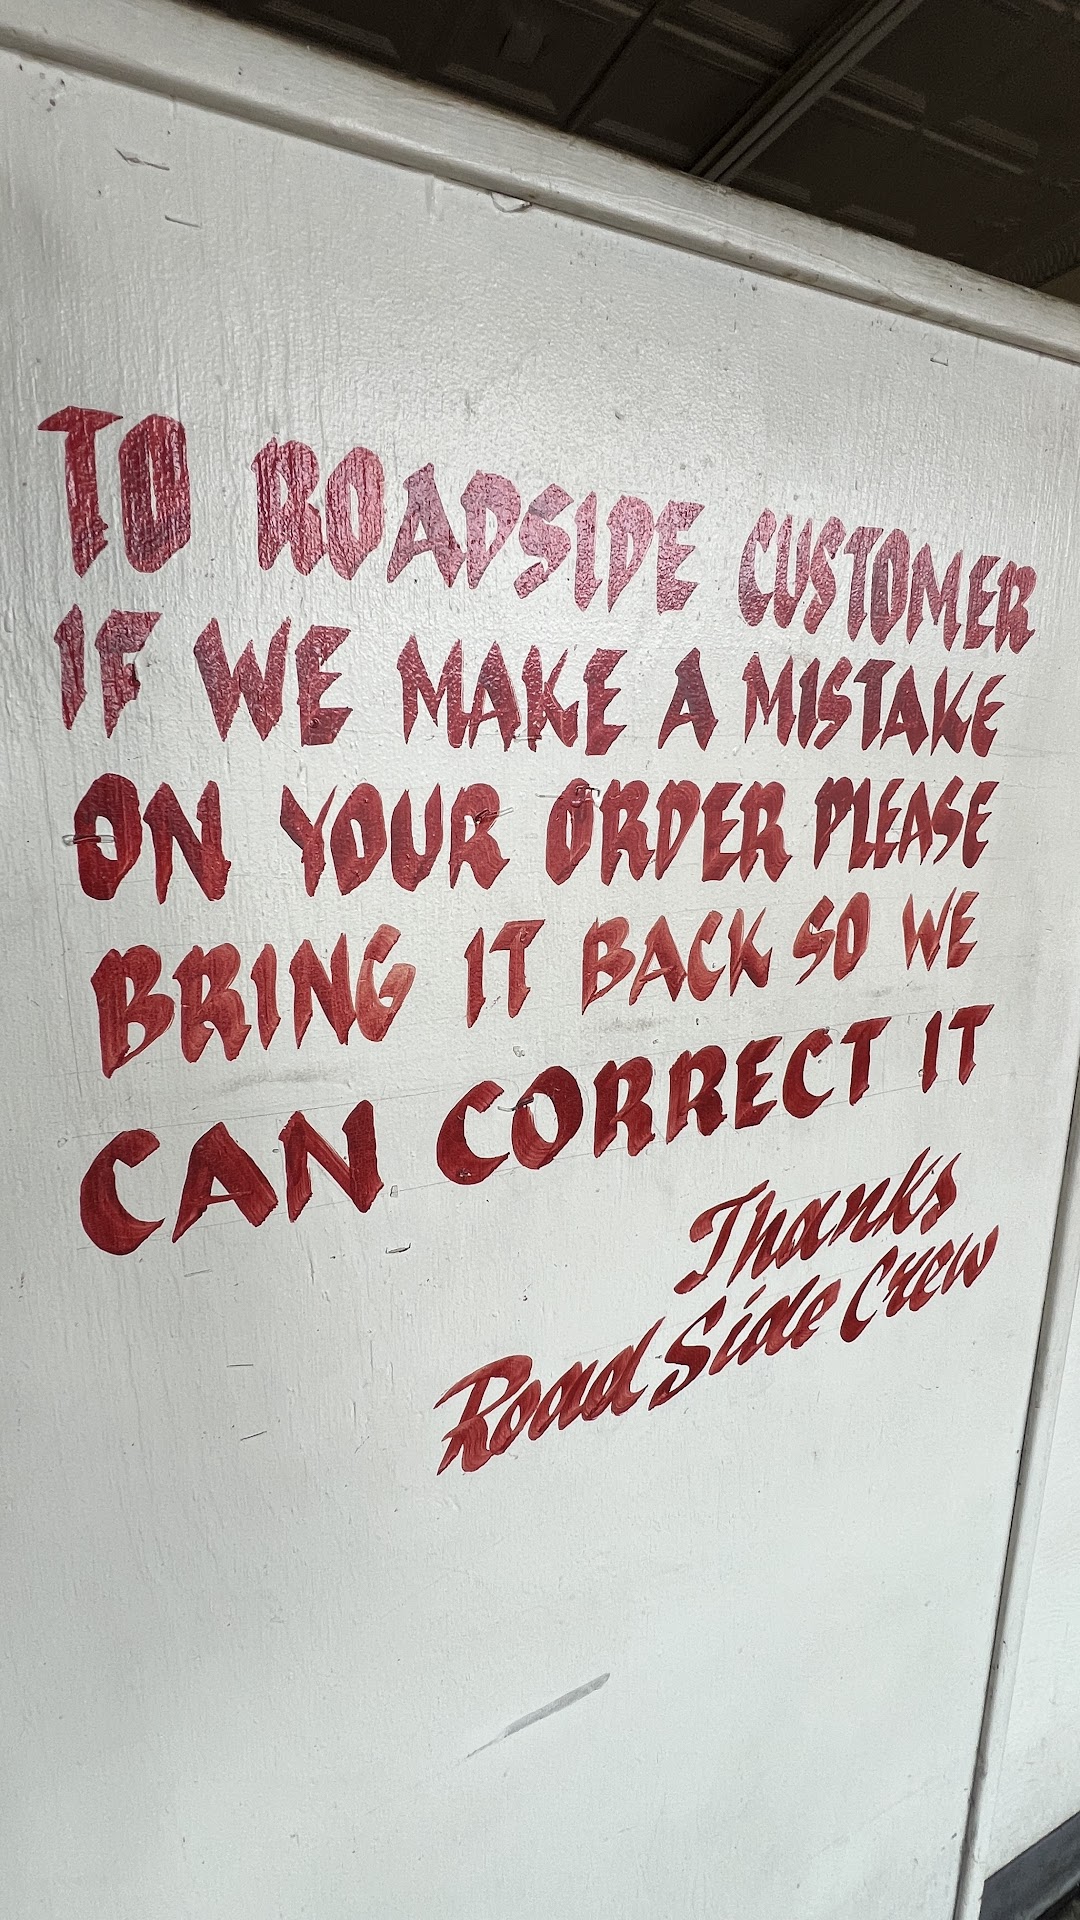 TO ROADSIDE CUSTOMER
IF WE MAKE A MISTAKE
ON YOUR ORDER PLEASE
BRING IT BACK SO WE
CAN CORRECT IT
Thanks
Road Side Crew